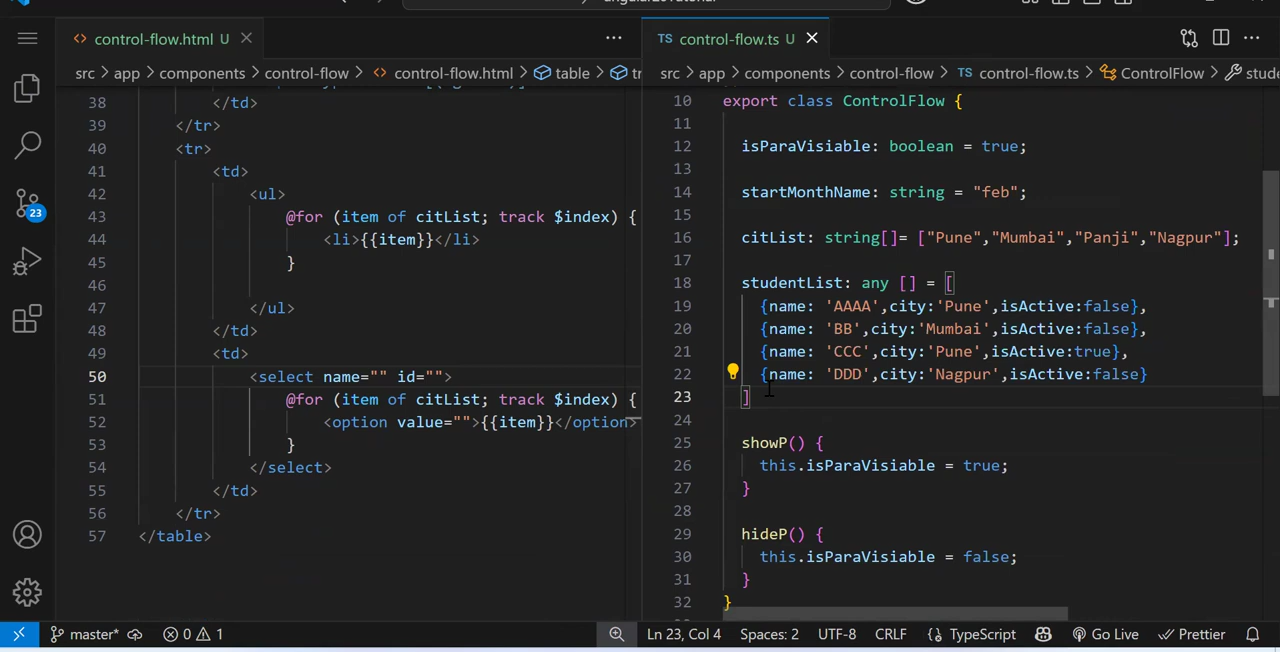 control-flow.html U
control-flow.ts U
src > app > components > control-flow > control-flow.html > table >
src > app > components > control-flow > TS control-flow.ts > ControlFlow >
38 </td>
39 </tr>
40 <tr>
41 <td>
42 <ul>
43 @for (item of citList; track $index) {
44 <li>{{item}}</li>
45 }
46
47 </ul>
48 </td>
49 <td>
50 <select name="" id="">
51 @for (item of citList; track $index) {
52 <option value="">{{item}}</option>
53 }
54 </select>
55 </td>
56 </tr>
57 </table>
10 export class ControlFlow {
11
12 isParaVisiable: boolean = true;
13
14 startMonthName: string = "feb";
15
16 citList: string[]= ["Pune","Mumbai","Panji","Nagpur"];
17
18 studentList: any [] = [
19 {name: 'AAAA',city:'Pune',isActive:false},
20 {name: 'BB',city:'Mumbai',isActive:false},
21 {name: 'CCC',city:'Pune',isActive:true},
22 {name: 'DDD',city:'Nagpur',isActive:false}
23 ]
24
25 showP() {
26 this.isParaVisiable = true;
27 }
28
29 hideP() {
30 this.isParaVisiable = false;
31 }
32 }
23
master* 0 1 Ln 23, Col 4 Spaces: 2 UTF-8 CRLF {} TypeScript Go Live Prettier